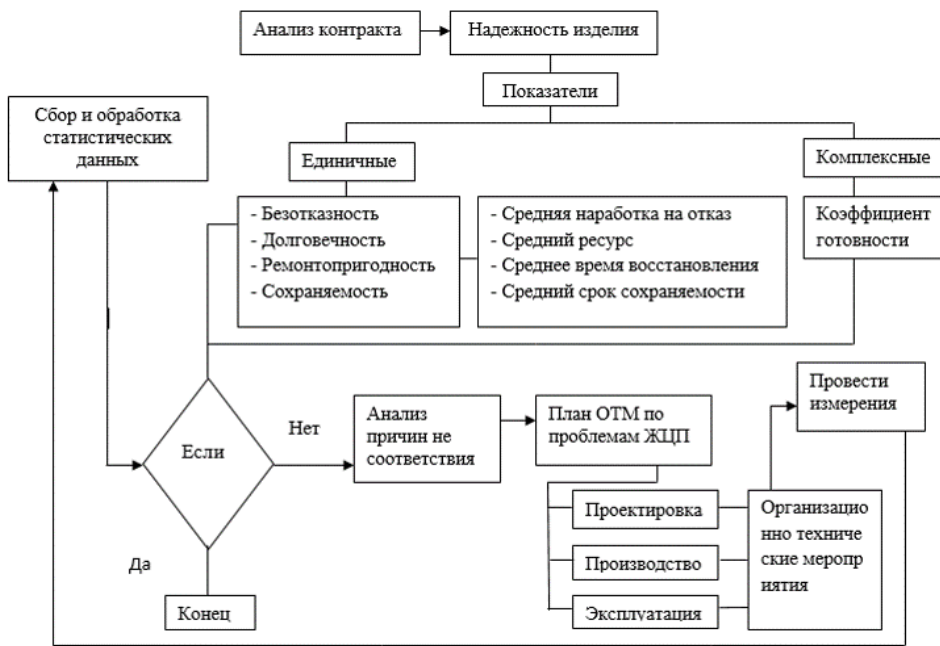 Анализ контракта
Надежность изделия
Показатели
Сбор и обработка
статистических
данных
Единичные
Комплексные
- Безотказность
- Долговечность
- Ремонтопригодность
- Сохраняемость
- Средняя наработка на отказ
- Средний ресурс
- Среднее время восстановления
- Средний срок сохраняемости
Коэффициент
готовности
Провести
измерения
Если
Нет
Анализ
причин не
соответствия
План ОТМ по
проблемам ЖЦП
Проектировка
Производство
Эксплуатация
Организацио
нно техниче
ские меропр
иятия
Да
Конец